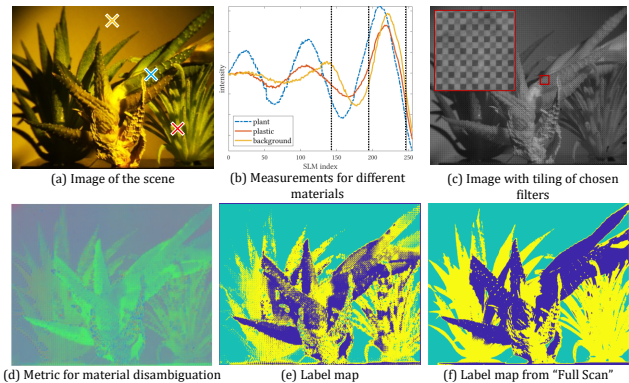 (a) Image of the scene
intensity
plant
plastic
background
0
50
100
150
200
250
SLM index
(b) Measurements for different
materials
(c) Image with tiling of chosen
filters
(d) Metric for material disambiguation
(e) Label map
(f) Label map from “Full Scan”